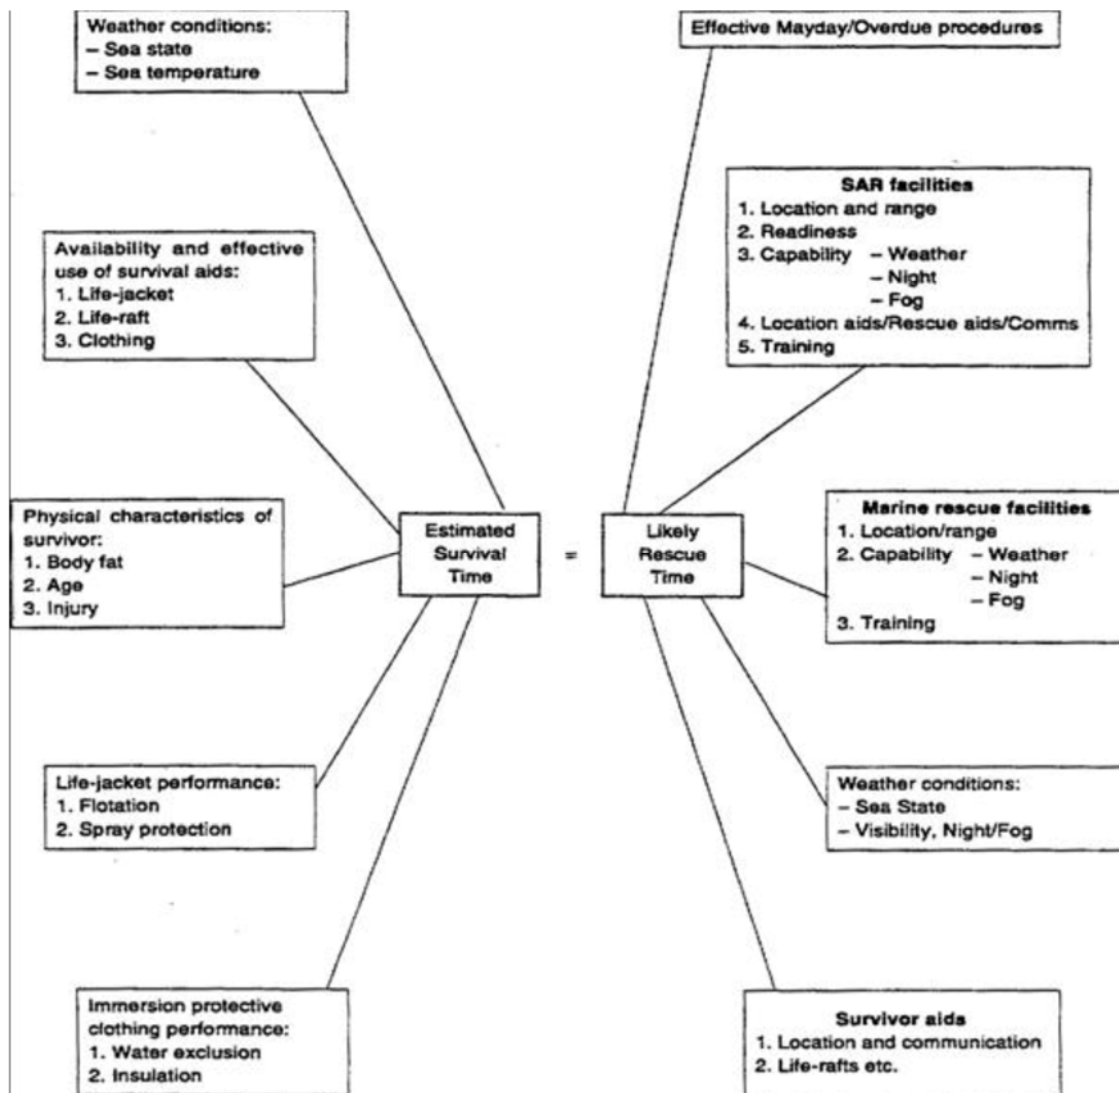 Weather conditions:
– Sea state
– Sea temperature
Availability and effective
use of survival aids:
1. Life-jacket
2. Life-raft
3. Clothing
Physical characteristics of
survivor:
1. Body fat
2. Age
3. Injury
Life-jacket performance:
1. Flotation
2. Spray protection
Immersion protective
clothing performance:
1. Water exclusion
2. Insulation
Estimated
Survival
Time
=
Likely
Rescue
Time
Effective Mayday/Overdue procedures
SAR facilities
1. Location and range
2. Readiness
3. Capability – Weather
– Night
– Fog
4. Location aids/Rescue aids/Comms
5. Training
Marine rescue facilities
1. Location/range
2. Capability – Weather
– Night
– Fog
3. Training
Weather conditions:
– Sea State
– Visibility, Night/Fog
Survivor aids
1. Location and communication
2. Life-rafts etc.